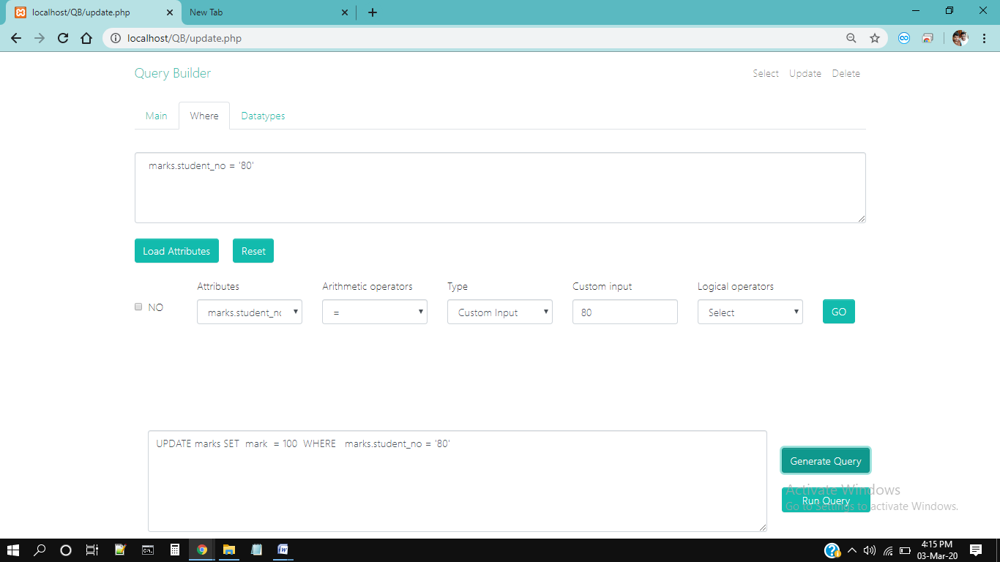 localhost/QB/update.php
New Tab
localhost/QB/update.php
Query Builder
Select Update Delete
Main Where Datatypes
marks.student_no = '80'
Load Attributes Reset
Attributes Arithmetic operators Type Custom input Logical operators
NO marks.student_no = Custom Input 80 Select GO
UPDATE marks SET mark = 100 WHERE marks.student_no = '80'
Generate Query
Activate Windows
Run Query
Go to Settings to activate Windows.
4:15 PM
03-Mar-20